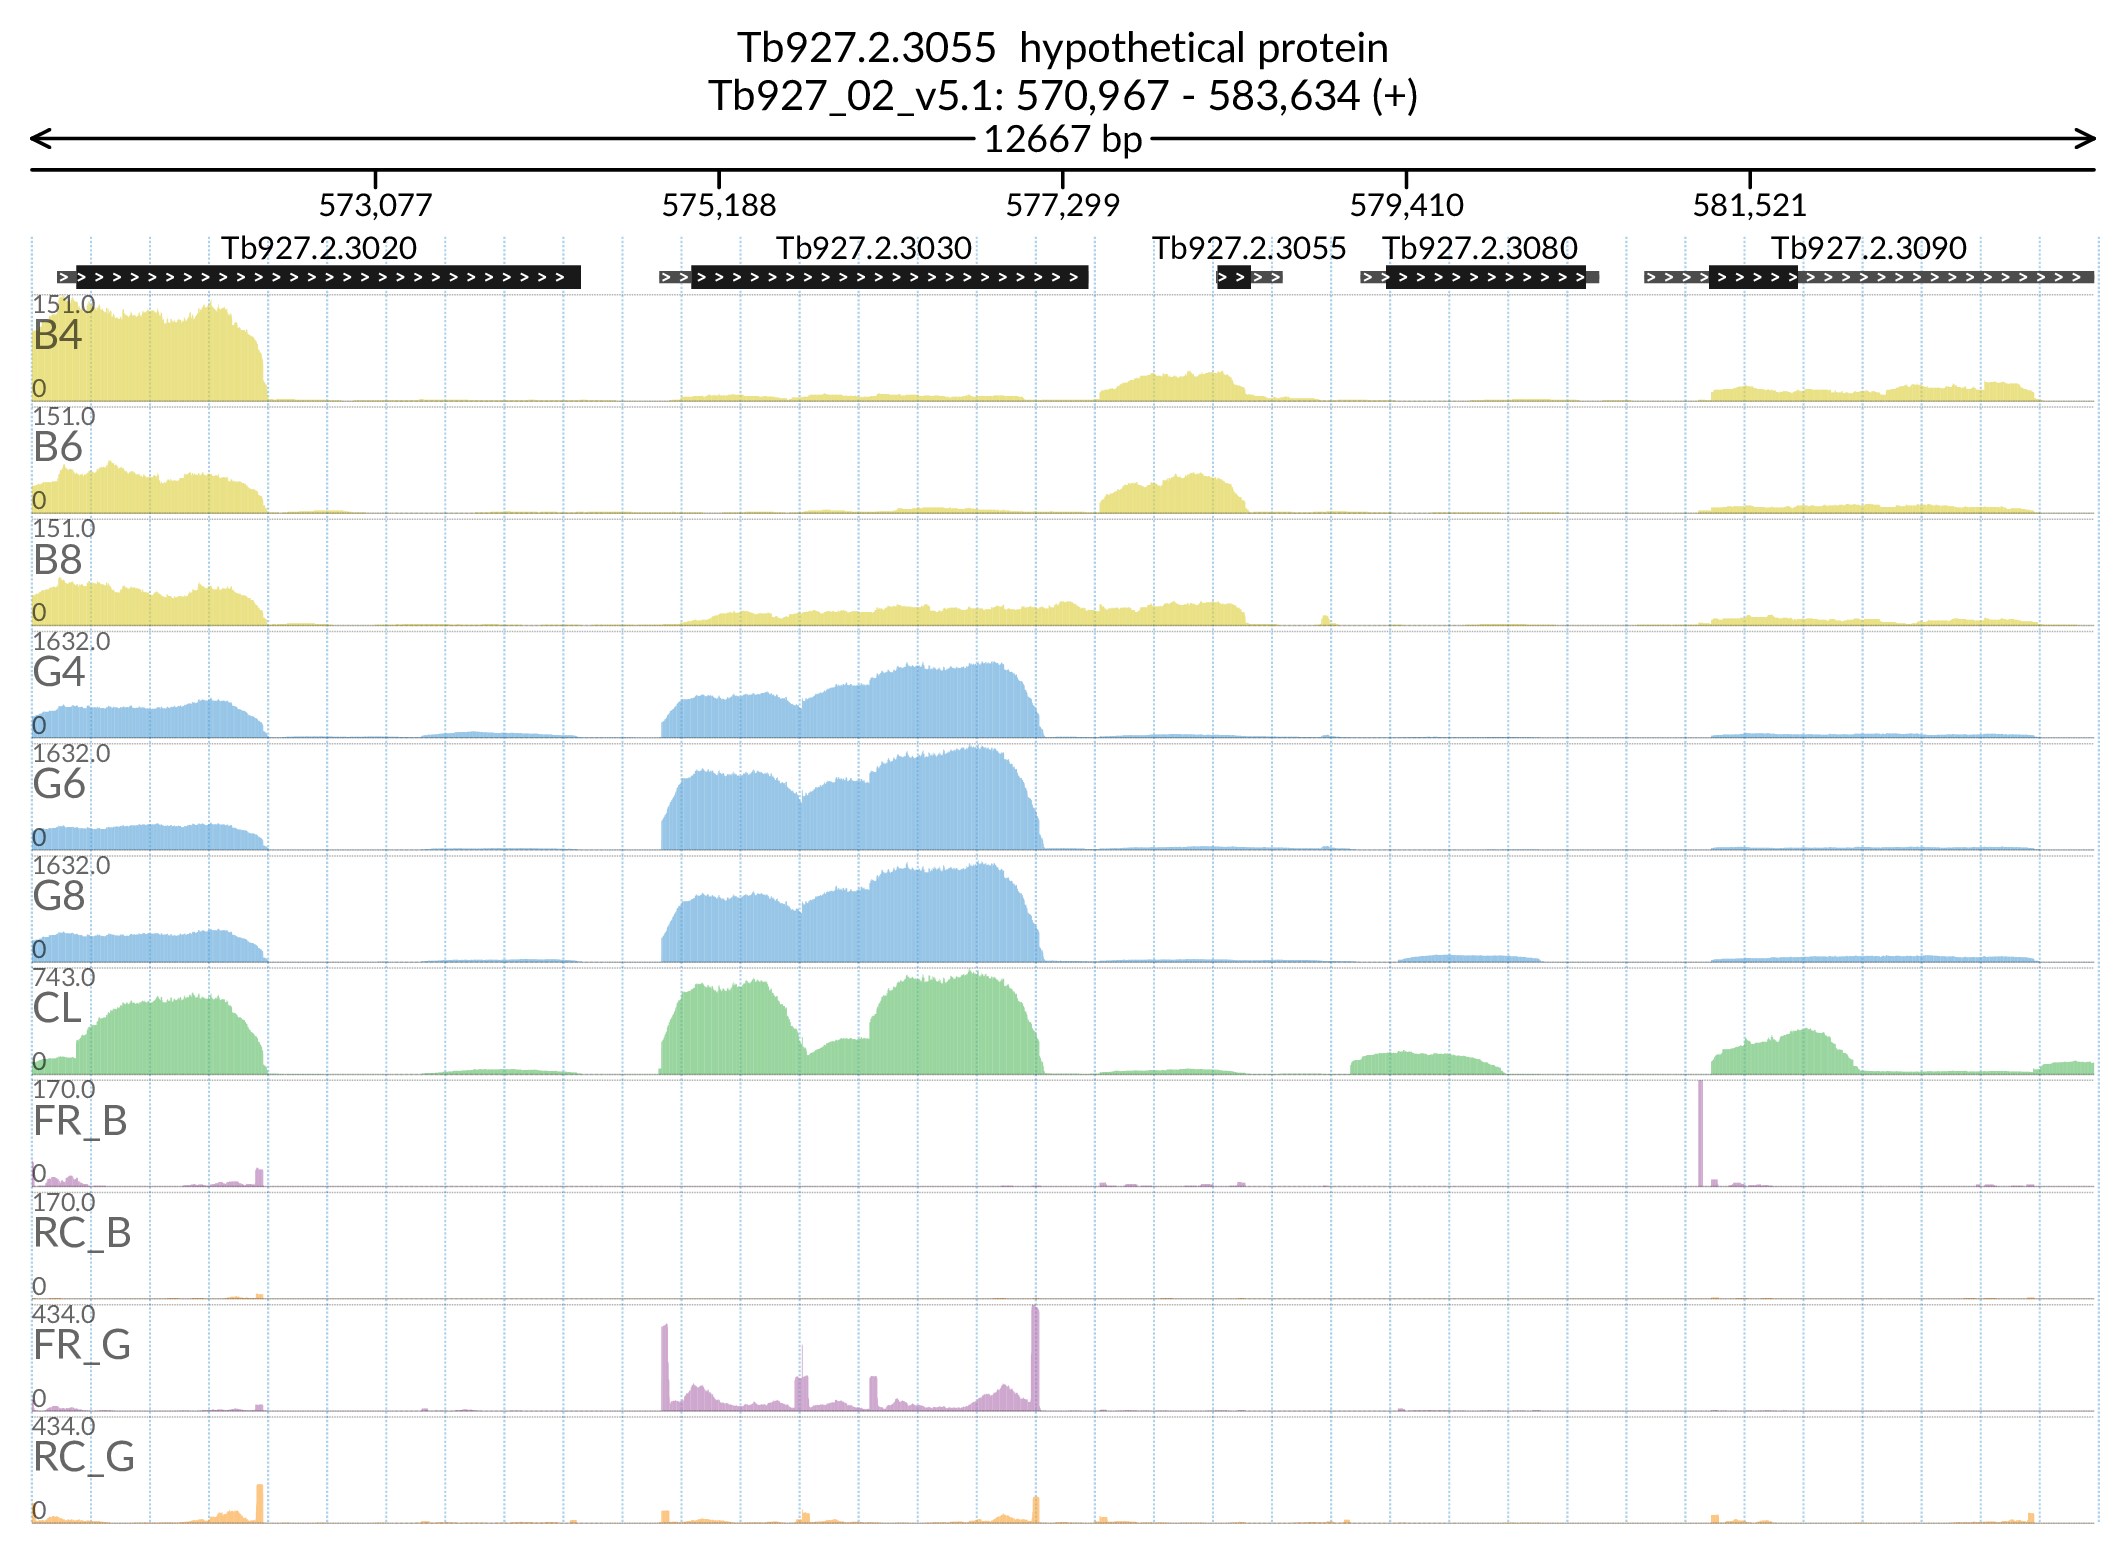 Tb927.2.3055  hypothetical protein
Tb927_02_v5.1: 570,967 - 583,634 (+)
12667 bp
573,077 575,188 577,299 579,410 581,521
Tb927.2.3020 Tb927.2.3030 Tb927.2.3055 Tb927.2.3080 Tb927.2.3090
151.0
B4
0
151.0
B6
0
151.0
B8
0
1632.0
G4
0
1632.0
G6
0
1632.0
G8
0
743.0
CL
0
170.0
FR_B
0
170.0
RC_B
0
434.0
FR_G
0
434.0
RC_G
0